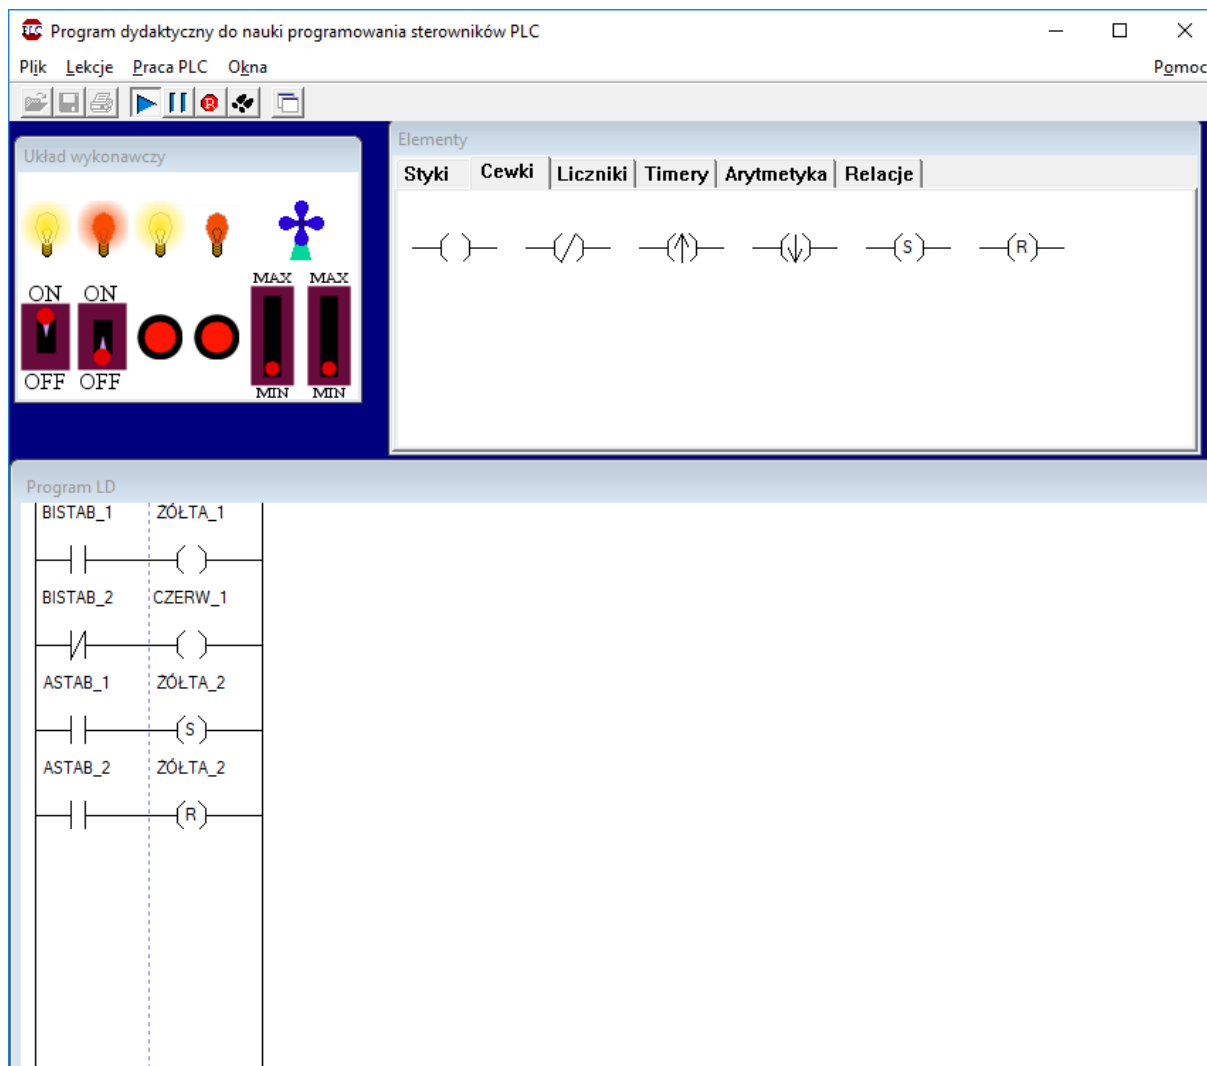 PLC Program dydaktyczny do nauki programowania sterowników PLC
Plik Lekcje Praca PLC Okna Pomoc
R
Układ wykonawczy
MAX MAX
ON ON
OFF OFF
MIN MIN
Elementy
Styki Cewki Liczniki Timery Arytmetyka Relacje
S R
Program LD
BISTAB_1 ŻÓŁTA_1
BISTAB_2 CZERW_1
ASTAB_1 ŻÓŁTA_2
S
ASTAB_2 ŻÓŁTA_2
R